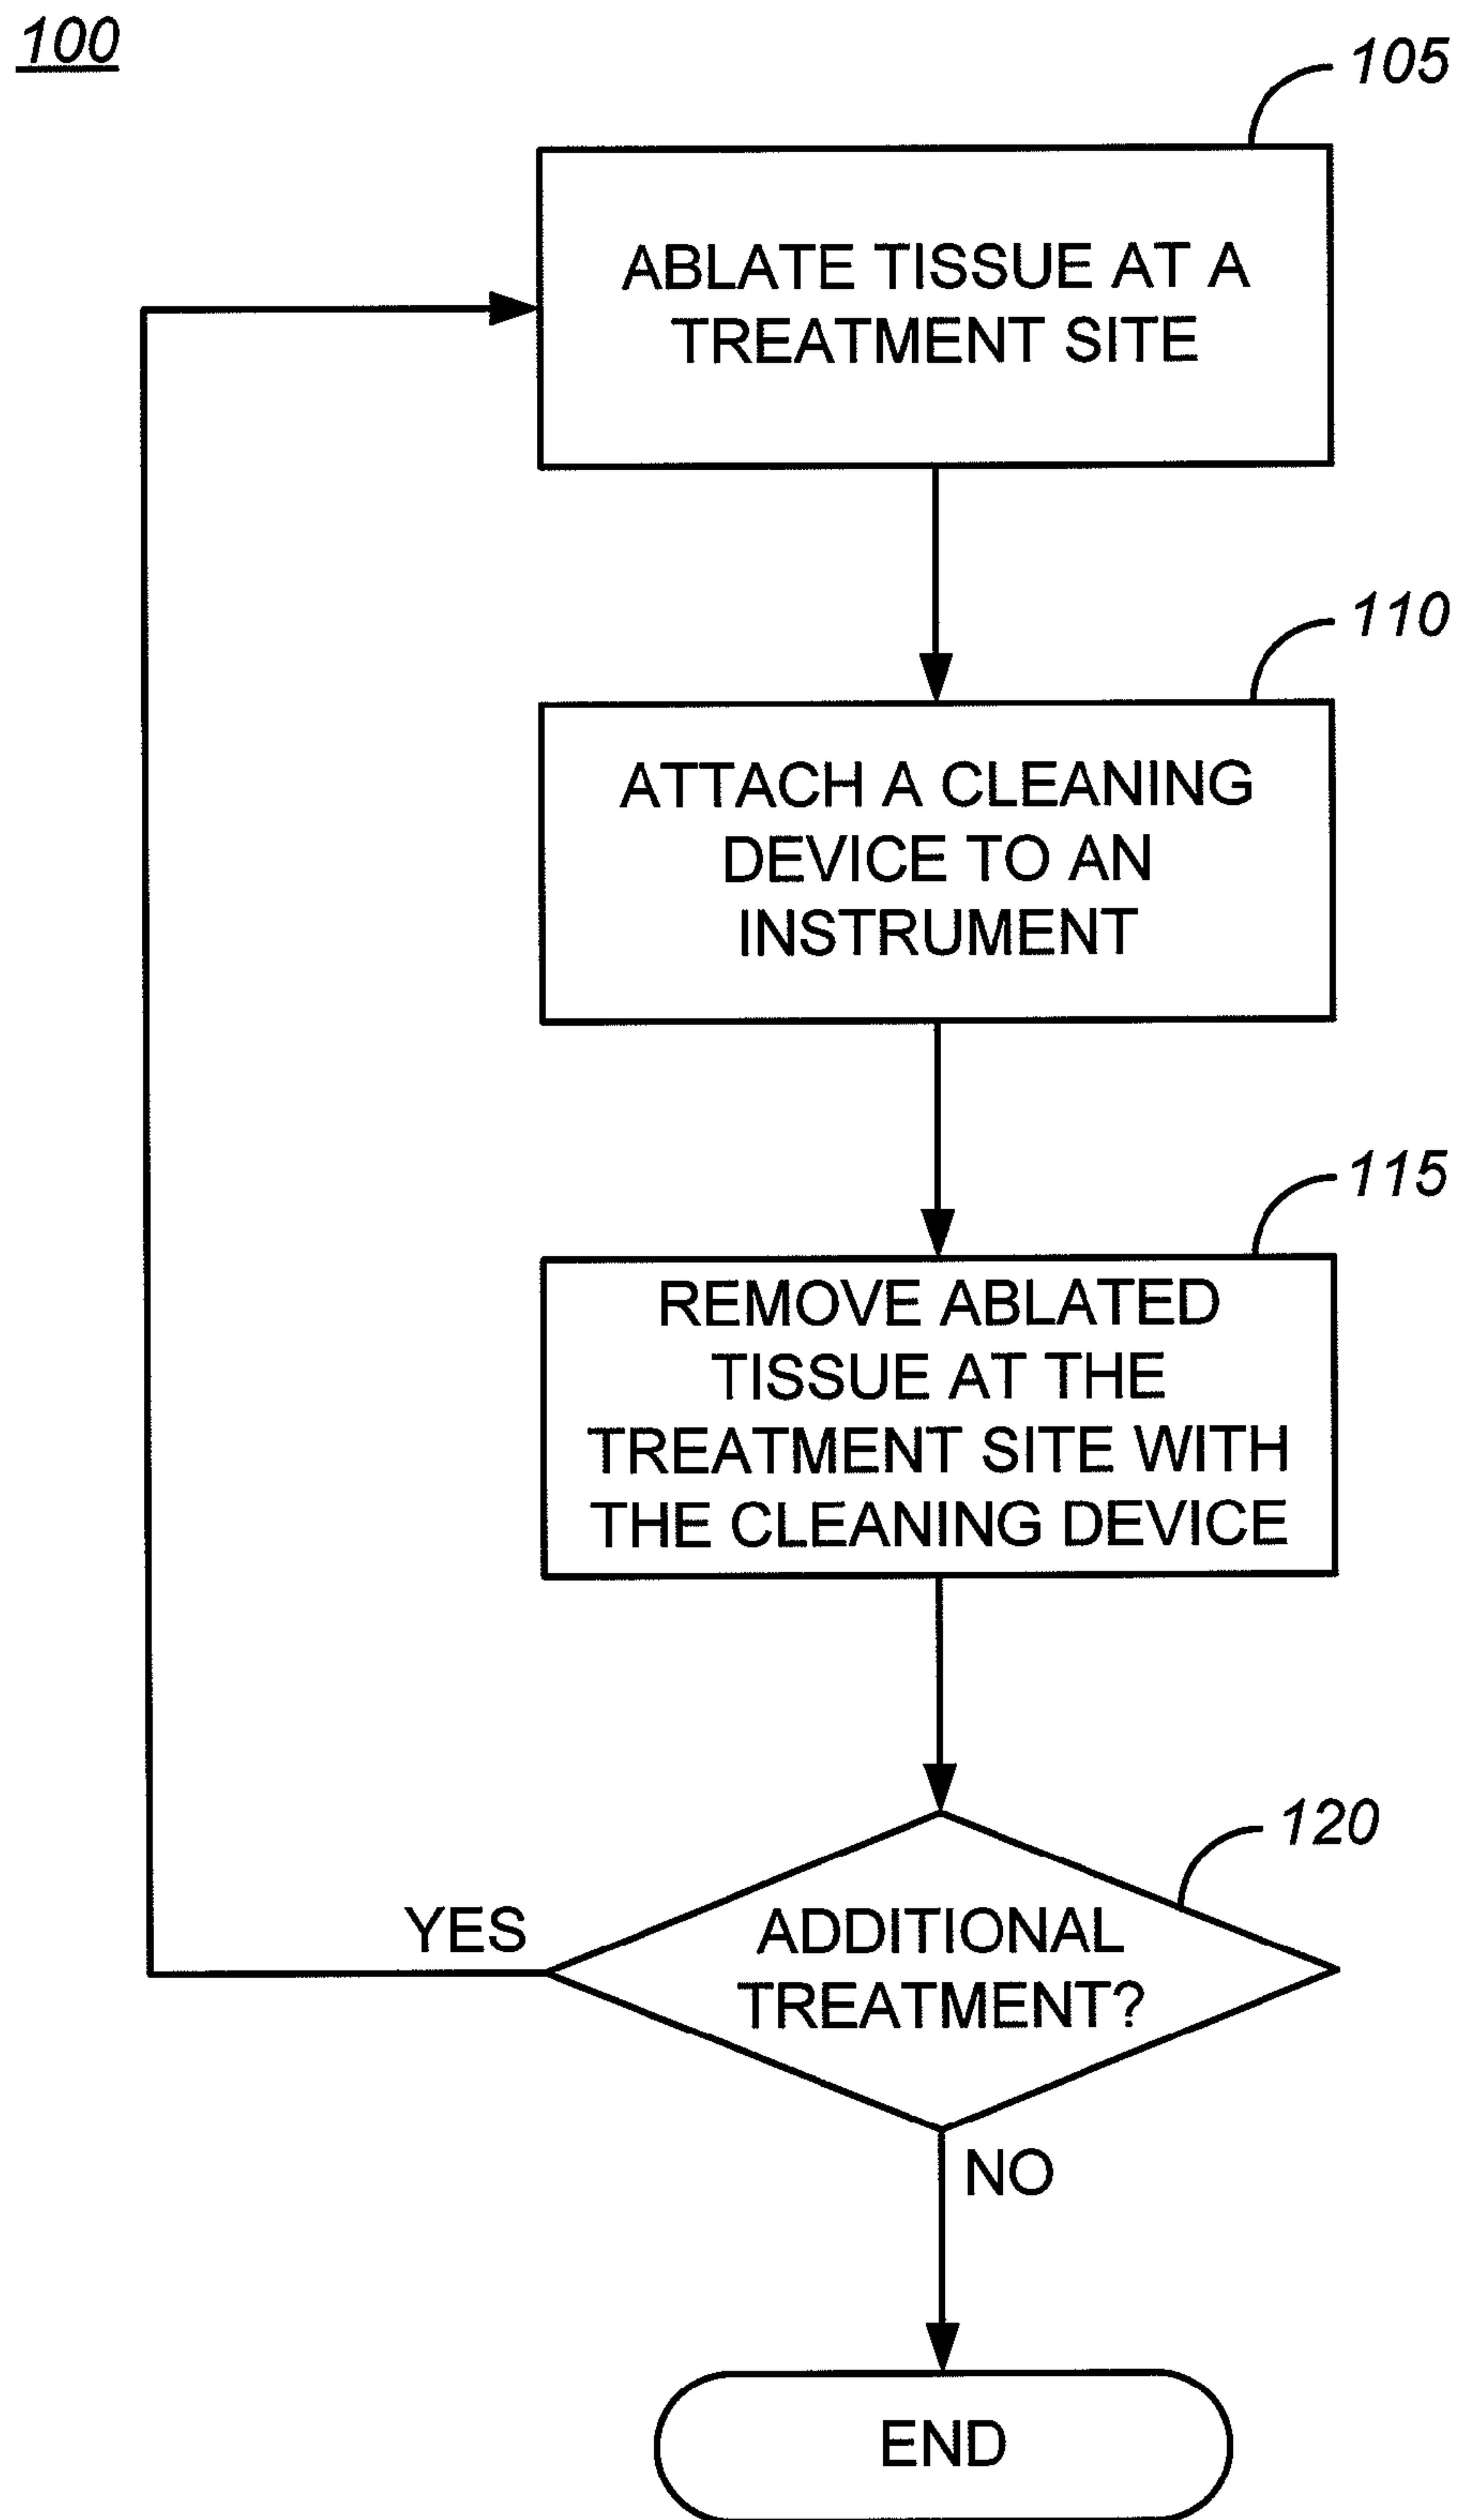 100
105
ABLATE TISSUE AT A
TREATMENT SITE
110
ATTACH A CLEANING
DEVICE TO AN
INSTRUMENT
115
REMOVE ABLATED
TISSUE AT THE
TREATMENT SITE WITH
THE CLEANING DEVICE
120
YES
ADDITIONAL
TREATMENT?
NO
END